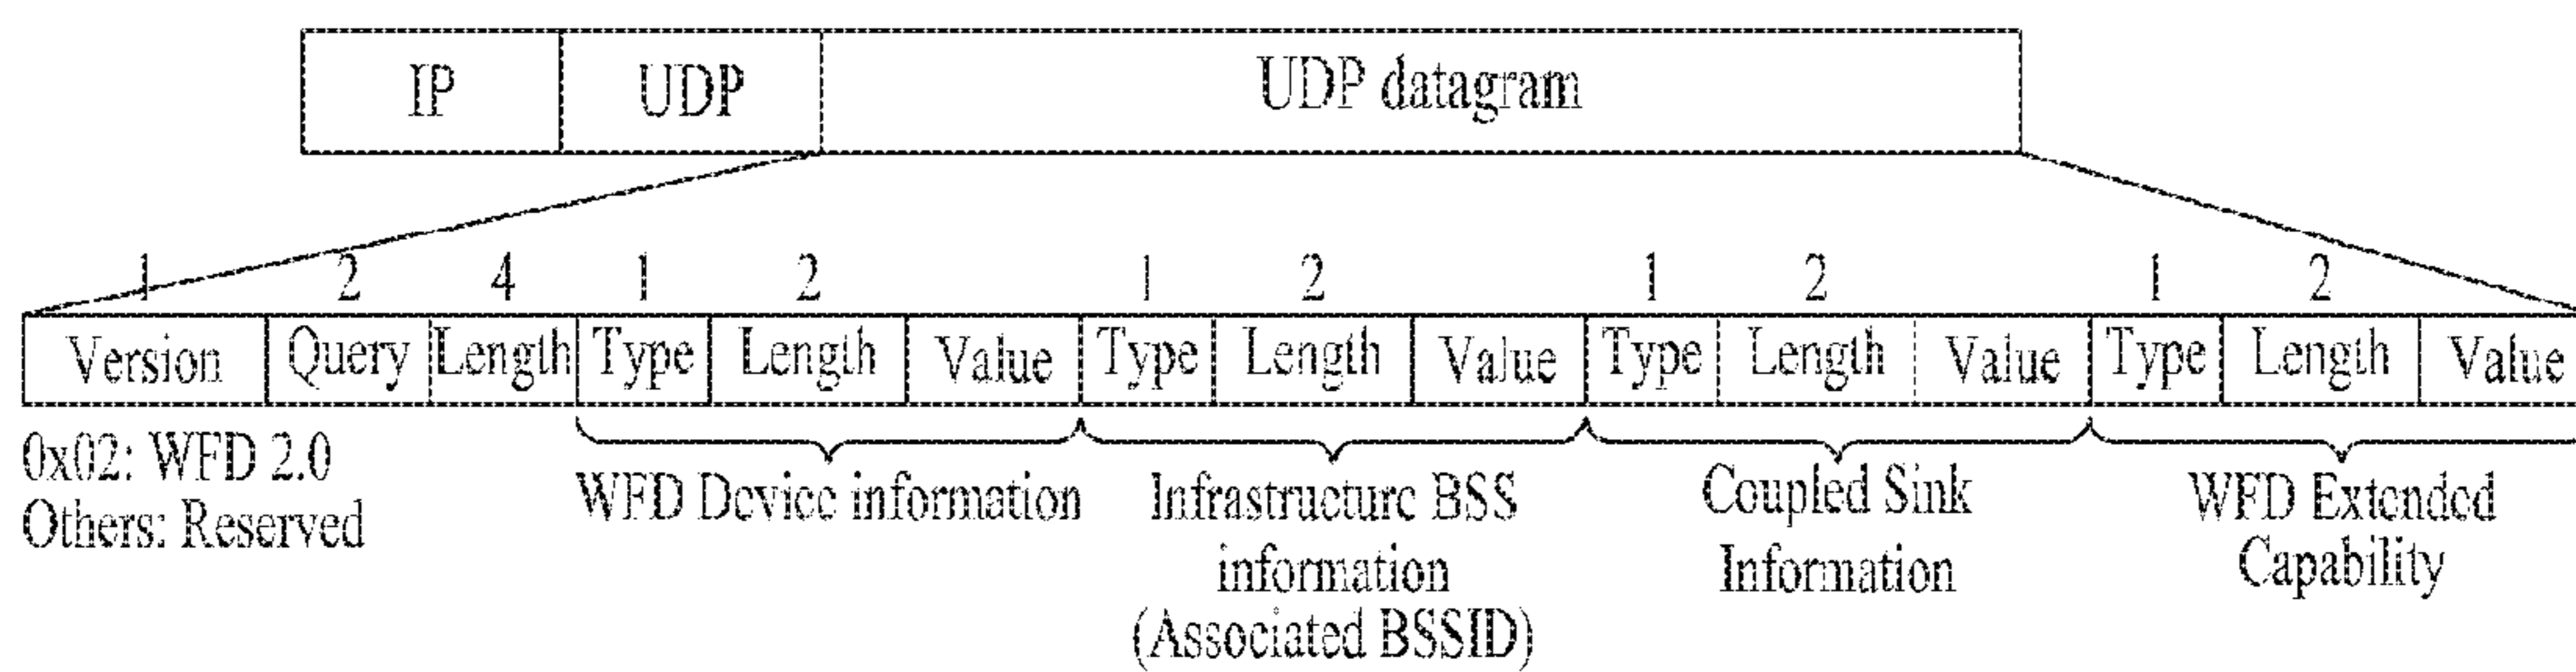 IP UDP UDP datagram
1 2 4 1 2 1 2 1 2 1 2
Version Query Length Type Length Value Type Length Value Type Length Value Type Length Value
0x02: WFD 2.0
Others: Reserved
WFD Device information
Infrastructure BSS
information
(Associated BSSID)
Coupled Sink
Information
WFD Extended
Capability